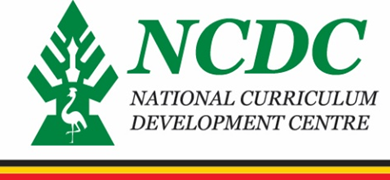 NCDC
NATIONAL CURRICULUM
DEVELOPMENT CENTRE